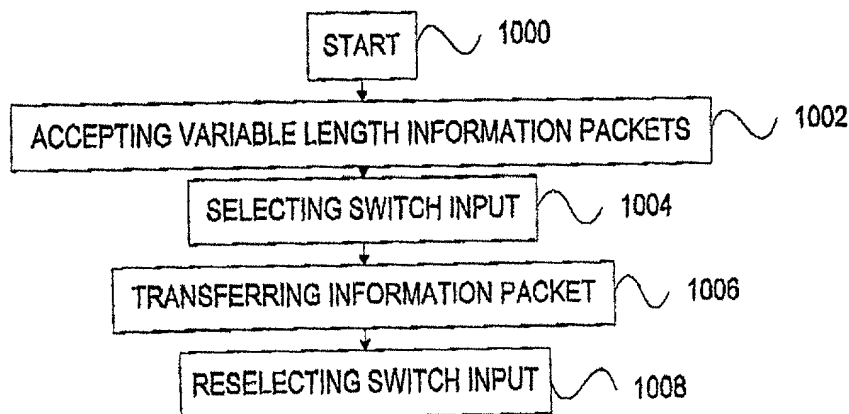 START 1000
ACCEPTING VARIABLE LENGTH INFORMATION PACKETS 1002
SELECTING SWITCH INPUT 1004
TRANSFERRING INFORMATION PACKET 1006
RESELECTING SWITCH INPUT 1008